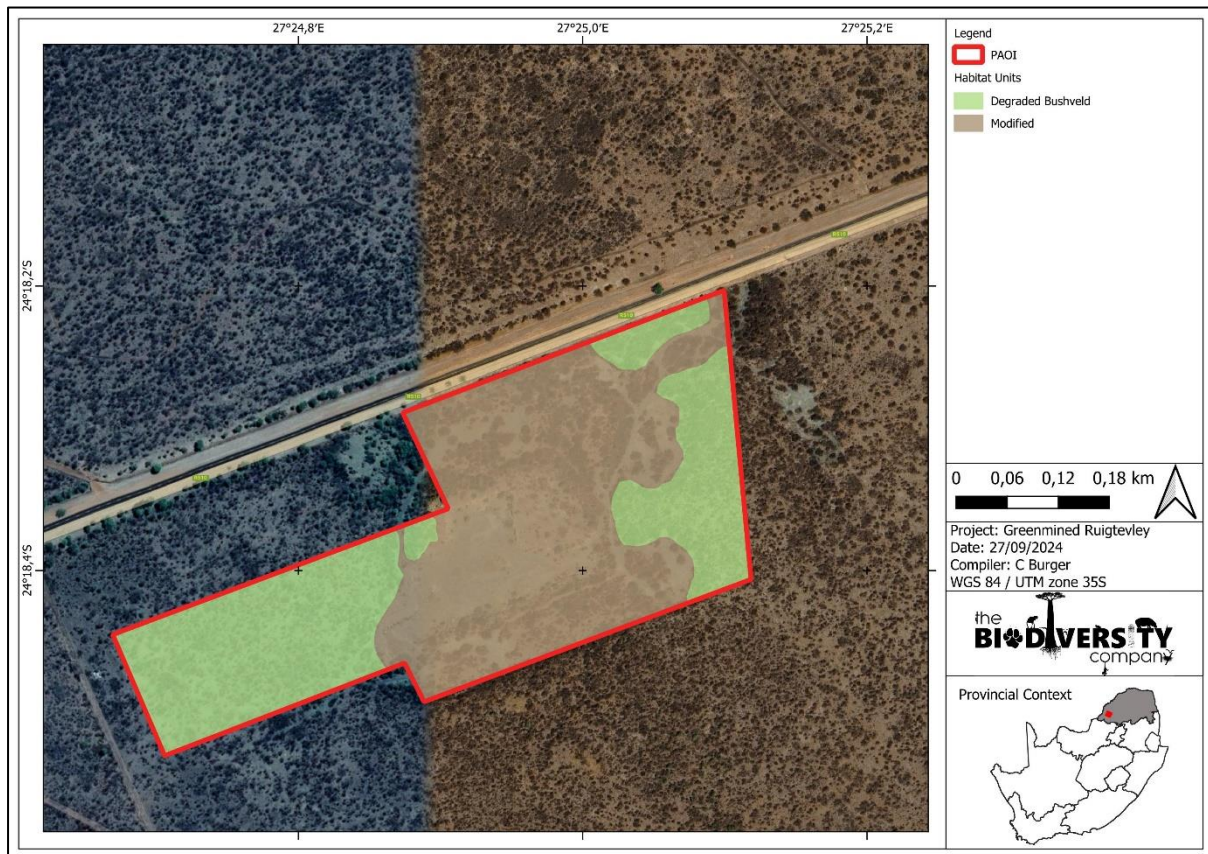 27°24,8'E
27°25,0'E
27°25,2'E
24°18,2'S
24°18,4'S
Legend
PAOI
Habitat Units
Degraded Bushveld
Modified
0 0,06 0,12 0,18 km
Project: Greenmined Ruigtevley
Date: 27/09/2024
Compiler: C Burger
WGS 84 / UTM zone 35S
the
BIODIVERSITY
company
Provincial Context